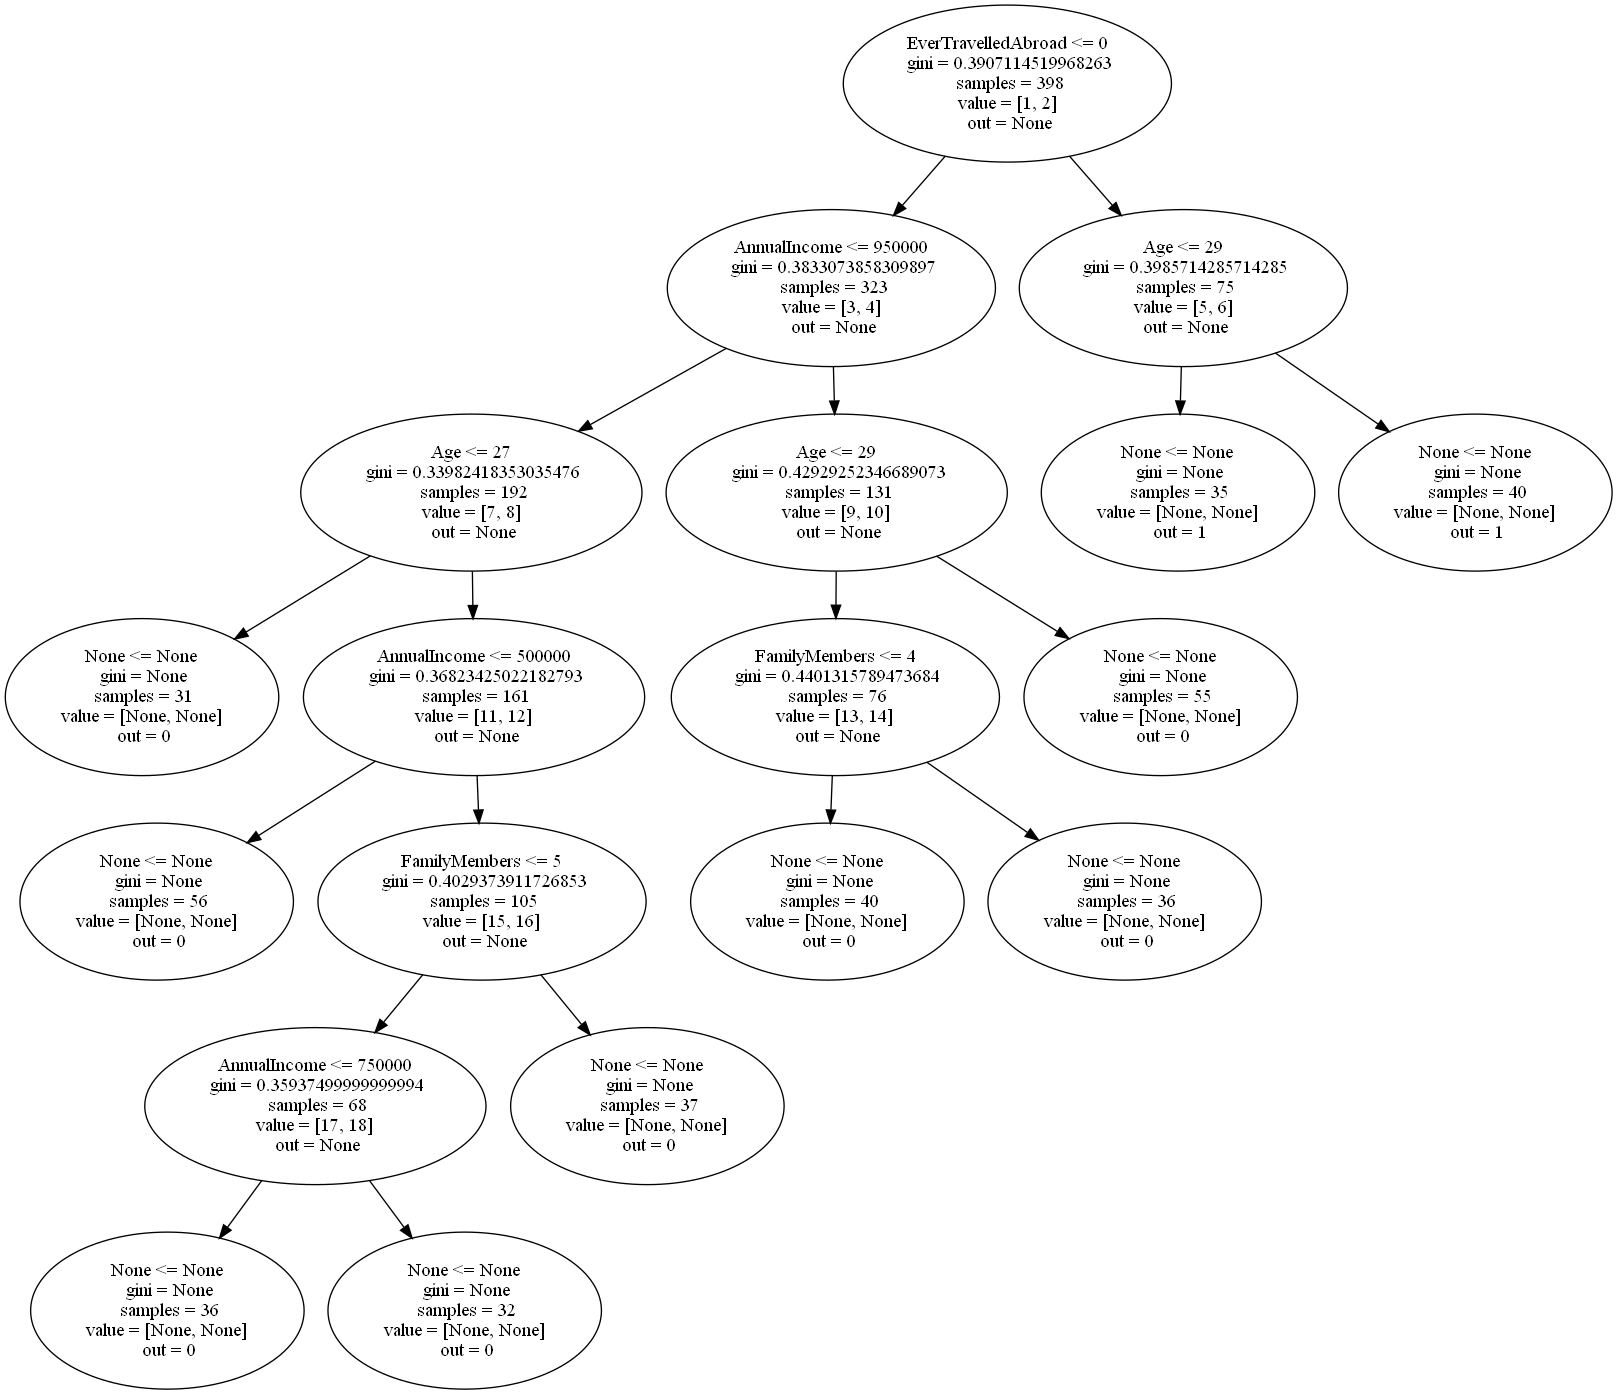 EverTravelledAbroad <= 0
gini = 0.3907114519968263
samples = 398
value = [1, 2]
out = None
AnnualIncome <= 950000
gini = 0.3833073858309897
samples = 323
value = [3, 4]
out = None
Age <= 29
gini = 0.3985714285714285
samples = 75
value = [5, 6]
out = None
Age <= 27
gini = 0.33982418353035476
samples = 192
value = [7, 8]
out = None
Age <= 29
gini = 0.42929252346689073
samples = 131
value = [9, 10]
out = None
None <= None
gini = None
samples = 35
value = [None, None]
out = 1
None <= None
gini = None
samples = 40
value = [None, None]
out = 1
None <= None
gini = None
samples = 31
value = [None, None]
out = 0
AnnualIncome <= 500000
gini = 0.36823425022182793
samples = 161
value = [11, 12]
out = None
FamilyMembers <= 4
gini = 0.4401315789473684
samples = 76
value = [13, 14]
out = None
None <= None
gini = None
samples = 55
value = [None, None]
out = 0
None <= None
gini = None
samples = 56
value = [None, None]
out = 0
FamilyMembers <= 5
gini = 0.4029373911726853
samples = 105
value = [15, 16]
out = None
None <= None
gini = None
samples = 40
value = [None, None]
out = 0
None <= None
gini = None
samples = 36
value = [None, None]
out = 0
AnnualIncome <= 750000
gini = 0.35937499999999994
samples = 68
value = [17, 18]
out = None
None <= None
gini = None
samples = 37
value = [None, None]
out = 0
None <= None
gini = None
samples = 36
value = [None, None]
out = 0
None <= None
gini = None
samples = 32
value = [None, None]
out = 0